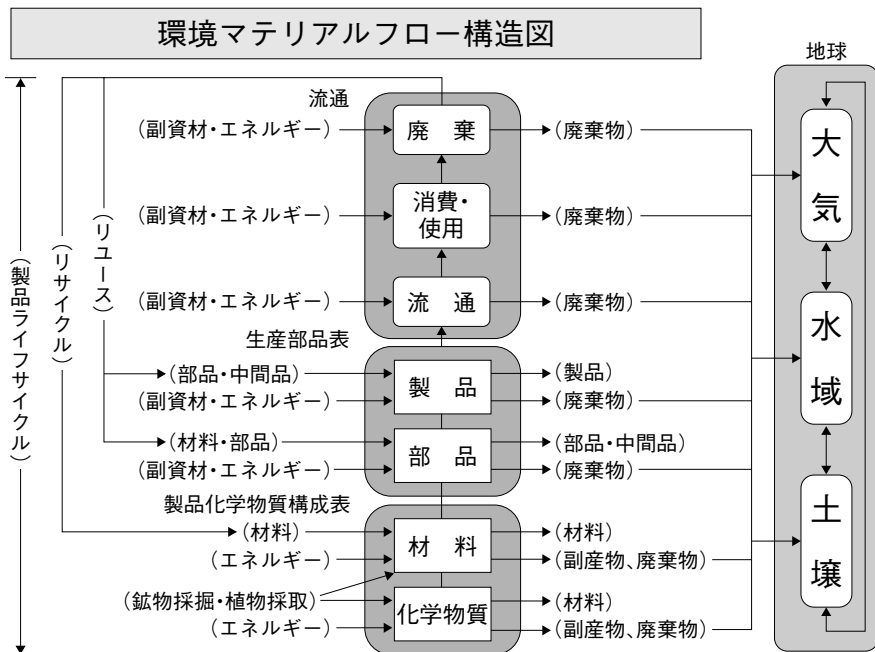 環境マテリアルフロー構造図
地球
流通
(副資材・エネルギー)
廃棄
(廃棄物)
大気
(副資材・エネルギー)
消費・
使用
(廃棄物)
(リユース)
(リサイクル)
(製品ライフサイクル)
(副資材・エネルギー)
流通
(廃棄物)
水域
生産部品表
(部品・中間品)
製品
(製品)
(副資材・エネルギー)
(廃棄物)
(材料・部品)
部品
(部品・中間品)
(副資材・エネルギー)
(廃棄物)
製品化学物質構成表
(材料)
材料
(材料)
(エネルギー)
(副産物、廃棄物)
土壌
(鉱物採掘・植物採取)
化学物質
(材料)
(エネルギー)
(副産物、廃棄物)